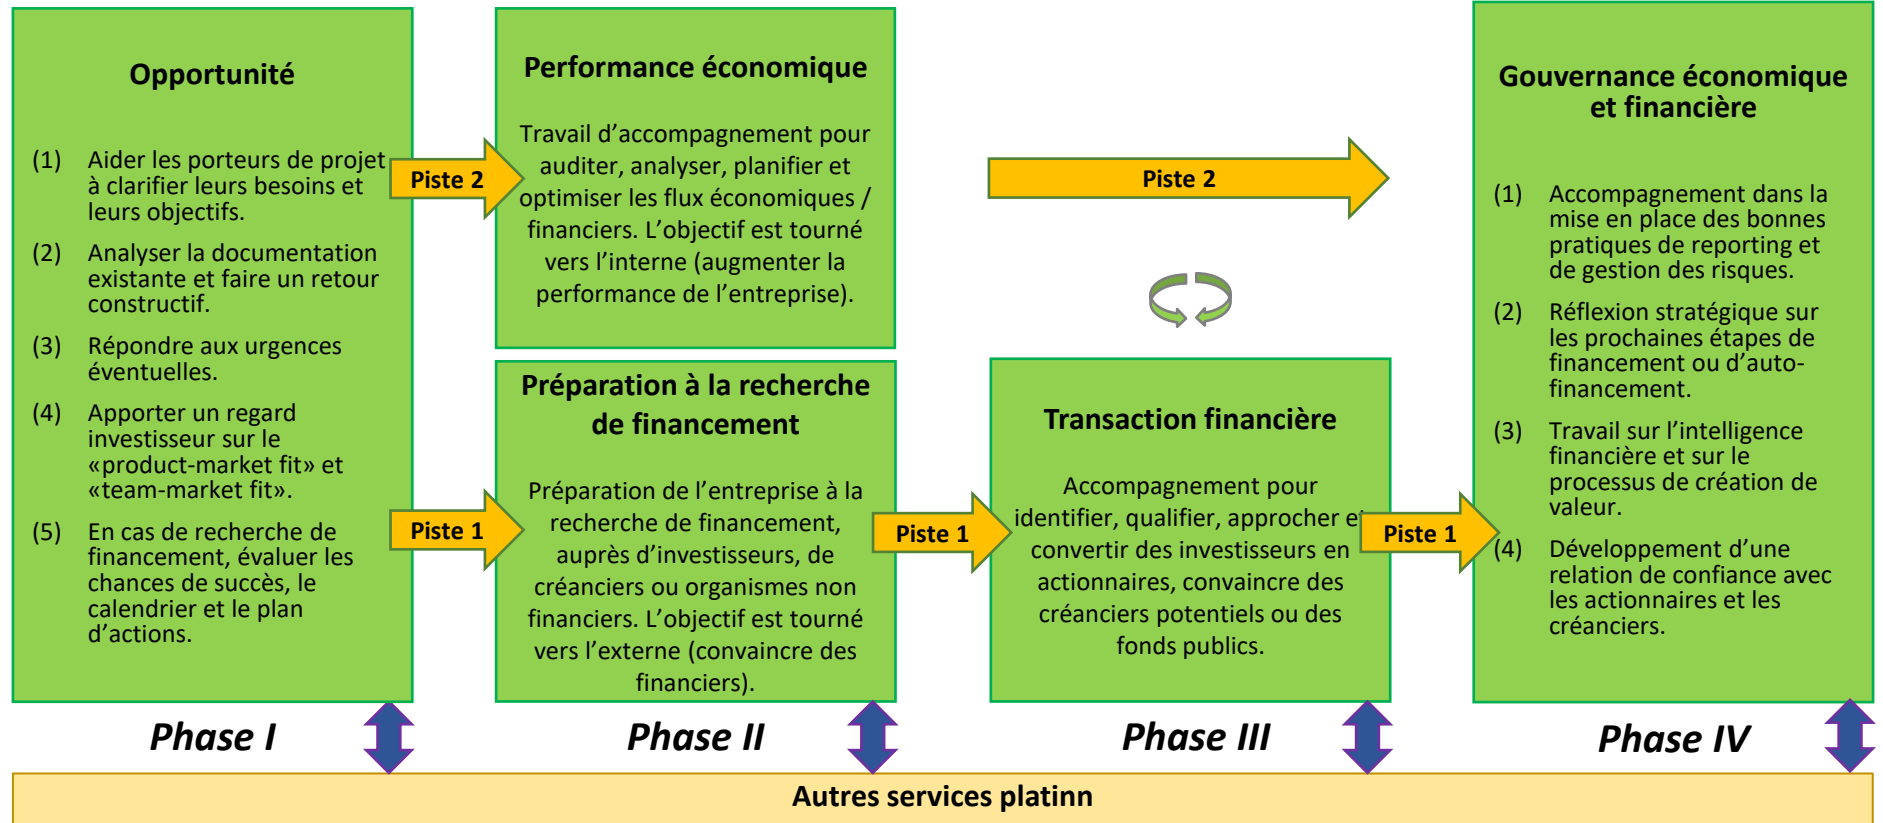 Opportunité
(1) Aider les porteurs de projet
à clarifier leurs besoins et
leurs objectifs.
(2) Analyser la documentation
existante et faire un retour
constructif.
(3) Répondre aux urgences
éventuelles.
(4) Apporter un regard
investisseur sur le
«product-market fit» et
«team-market fit».
(5) En cas de recherche de
financement, évaluer les
chances de succès, le
calendrier et le plan
d’actions.
Piste 2
Piste 1
Performance économique
Travail d’accompagnement pour
auditer, analyser, planifier et
optimiser les flux économiques /
financiers. L’objectif est tourné
vers l’interne (augmenter la
performance de l’entreprise).
Préparation à la recherche
de financement
Préparation de l’entreprise à la
recherche de financement,
auprès d’investisseurs, de
créanciers ou organismes non
financiers. L’objectif est tourné
vers l’externe (convaincre des
financiers).
Piste 2
Piste 1
Transaction financière
Accompagnement pour
identifier, qualifier, approcher et
convertir des investisseurs en
actionnaires, convaincre des
créanciers potentiels ou des
fonds publics.
Piste 1
Gouvernance économique
et financière
(1) Accompagnement dans la
mise en place des bonnes
pratiques de reporting et
de gestion des risques.
(2) Réflexion stratégique sur
les prochaines étapes de
financement ou d’auto-
financement.
(3) Travail sur l’intelligence
financière et sur le
processus de création de
valeur.
(4) Développement d’une
relation de confiance avec
les actionnaires et les
créanciers.
Phase I
Phase II
Phase III
Phase IV
Autres services platinn